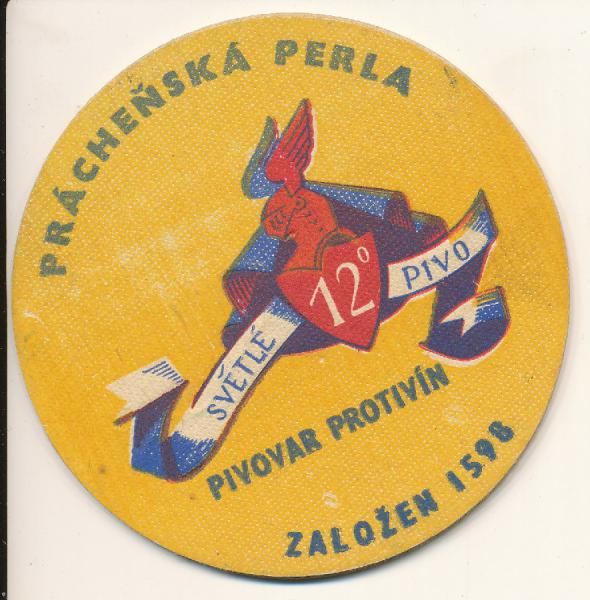 PRÁCHEŇSKÁ PERLA
12°
SVĚTLÉ PIVO
PIVOVAR PROTIVÍN
ZALOŽEN 1598